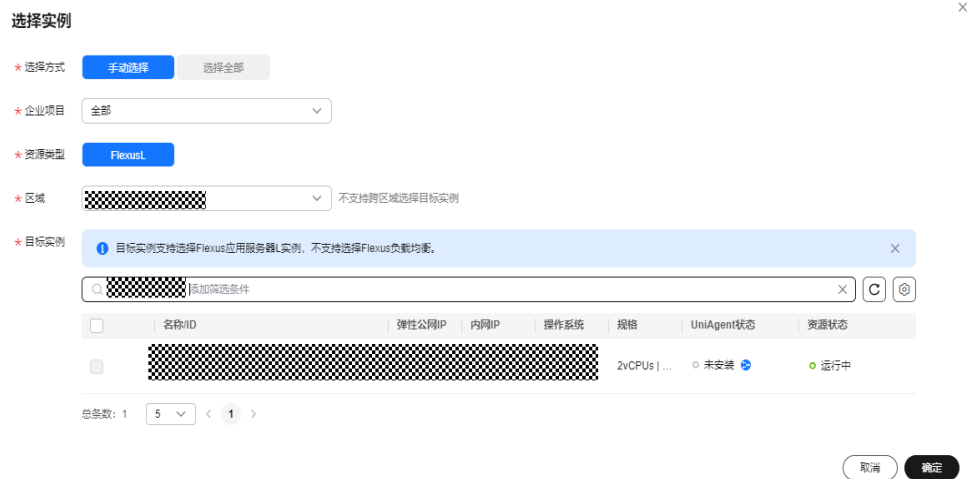 选择实例
* 选择方式 手动选择 选择全部
* 企业项目 全部
* 资源类型 FlexusL
* 区域 不支持跨区域选择目标实例
* 目标实例 目标实例支持选择Flexus应用服务器L实例，不支持选择Flexus负载均衡。
添加筛选条件
名称/ID 弹性公网IP 内网IP 操作系统 规格 UniAgent状态 资源状态
2vCPUs | ... 未安装 运行中
总条数：1 5 < 1 >
取消 确定